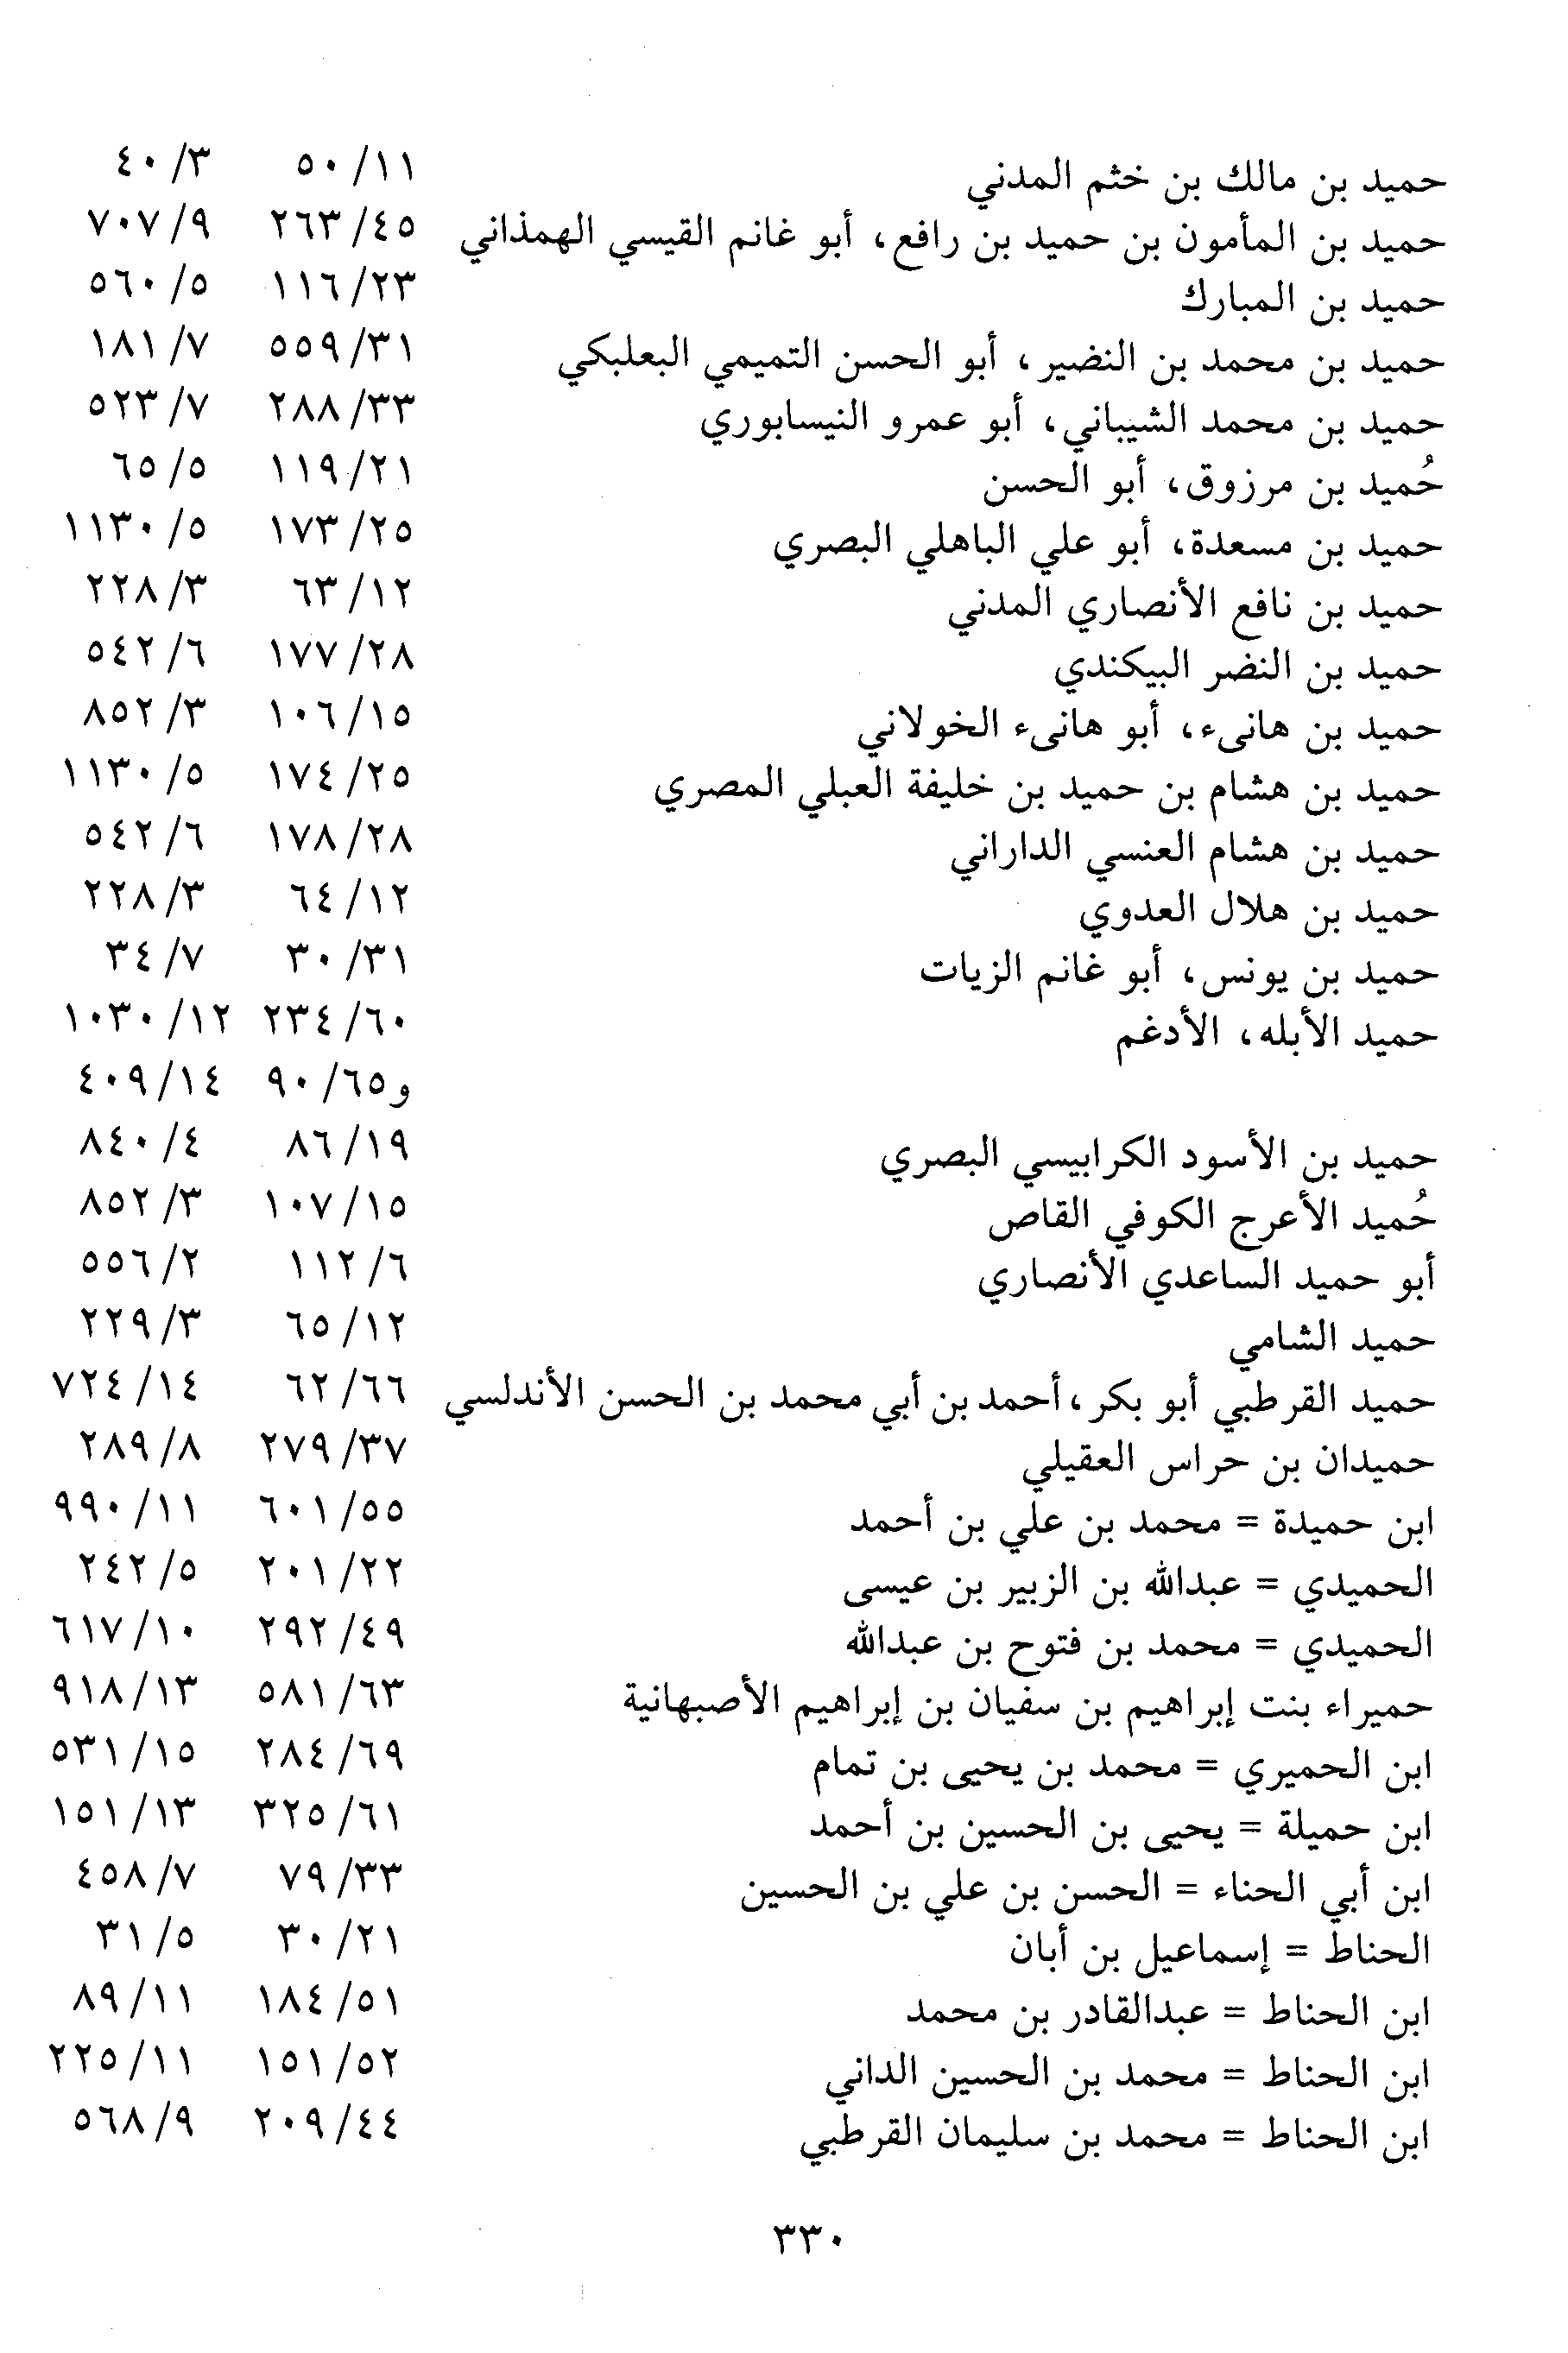 حميد بن مالك بن خثم المدني ٥٠/١١ ٤٠/٣
حميد بن المأمون بن حميد بن رافع، أبو غانم القيسي الهمذاني ٢٦٣/٤٥ ٧٠٧/٩
حميد بن المبارك ١١٦/٢٣ ٥٦٠/٥
حميد بن محمد بن النضير، أبو الحسن التميمي البعلبكي ٥٥٩/٣١ ١٨١/٧
حميد بن محمد الشيباني، أبو عمرو النيسابوري ٢٨٨/٣٣ ٥٢٣/٧
حُميد بن مرزوق، أبو الحسن ١١٩/٢١ ٦٥/٥
حميد بن مسعدة، أبو علي الباهلي البصري ١٧٣/٢٥ ١١٣٠/٥
حميد بن نافع الأنصاري المدني ٦٣/١٢ ٢٢٨/٣
حميد بن النضر البيكندي ١٧٧/٢٨ ٥٤٢/٦
حميد بن هانىء، أبو هانىء الخولاني ١٠٦/١٥ ٨٥٢/٣
حميد بن هشام بن حميد بن خليفة العبلي المصري ١٧٤/٢٥ ١١٣٠/٥
حميد بن هشام العنسي الداراني ١٧٨/٢٨ ٥٤٢/٦
حميد بن هلال العدوي ٦٤/١٢ ٢٢٨/٣
حميد بن يونس، أبو غانم الزيات ٣٠/٣١ ٣٤/٧
حميد الأبله، الأدغم ٢٣٤/٦٠ ١٠٣٠/١٢
و٩٠/٦٥ ٤٠٩/١٤
حميد بن الأسود الكرابيسي البصري ٨٦/١٩ ٨٤٠/٤
حُميد الأعرج الكوفي القاص ١٠٧/١٥ ٨٥٢/٣
أبو حميد الساعدي الأنصاري ١١٢/٦ ٥٥٦/٢
حميد الشامي ٦٥/١٢ ٢٢٩/٣
حميد القرطبي أبو بكر، أحمد بن أبي محمد بن الحسن الأندلسي ٦٢/٦٦ ٧٢٤/١٤
حميدان بن حراس العقيلي ٢٧٩/٣٧ ٢٨٩/٨
ابن حميدة = محمد بن علي بن أحمد ٦٠١/٥٥ ٩٩٠/١١
الحميدي = عبدالله بن الزبير بن عيسى ٢٠١/٢٢ ٢٤٢/٥
الحميدي = محمد بن فتوح بن عبدالله ٢٩٢/٤٩ ٦١٧/١٠
حميراء بنت إبراهيم بن سفيان بن إبراهيم الأصبهانية ٥٨١/٦٣ ٩١٨/١٣
ابن الحميري = محمد بن يحيى بن تمام ٢٨٤/٦٩ ٥٣١/١٥
ابن حميلة = يحيى بن الحسين بن أحمد ٣٢٥/٦١ ١٥١/١٣
ابن أبي الحناء = الحسن بن علي بن الحسين ٧٩/٣٣ ٤٥٨/٧
الحناط = إسماعيل بن أبان ٣٠/٢١ ٣١/٥
ابن الحناط = عبدالقادر بن محمد ١٨٤/٥١ ٨٩/١١
ابن الحناط = محمد بن الحسين الداني ١٥١/٥٢ ٢٢٥/١١
ابن الحناط = محمد بن سليمان القرطبي ٢٠٩/٤٤ ٥٦٨/٩
٣٣٠